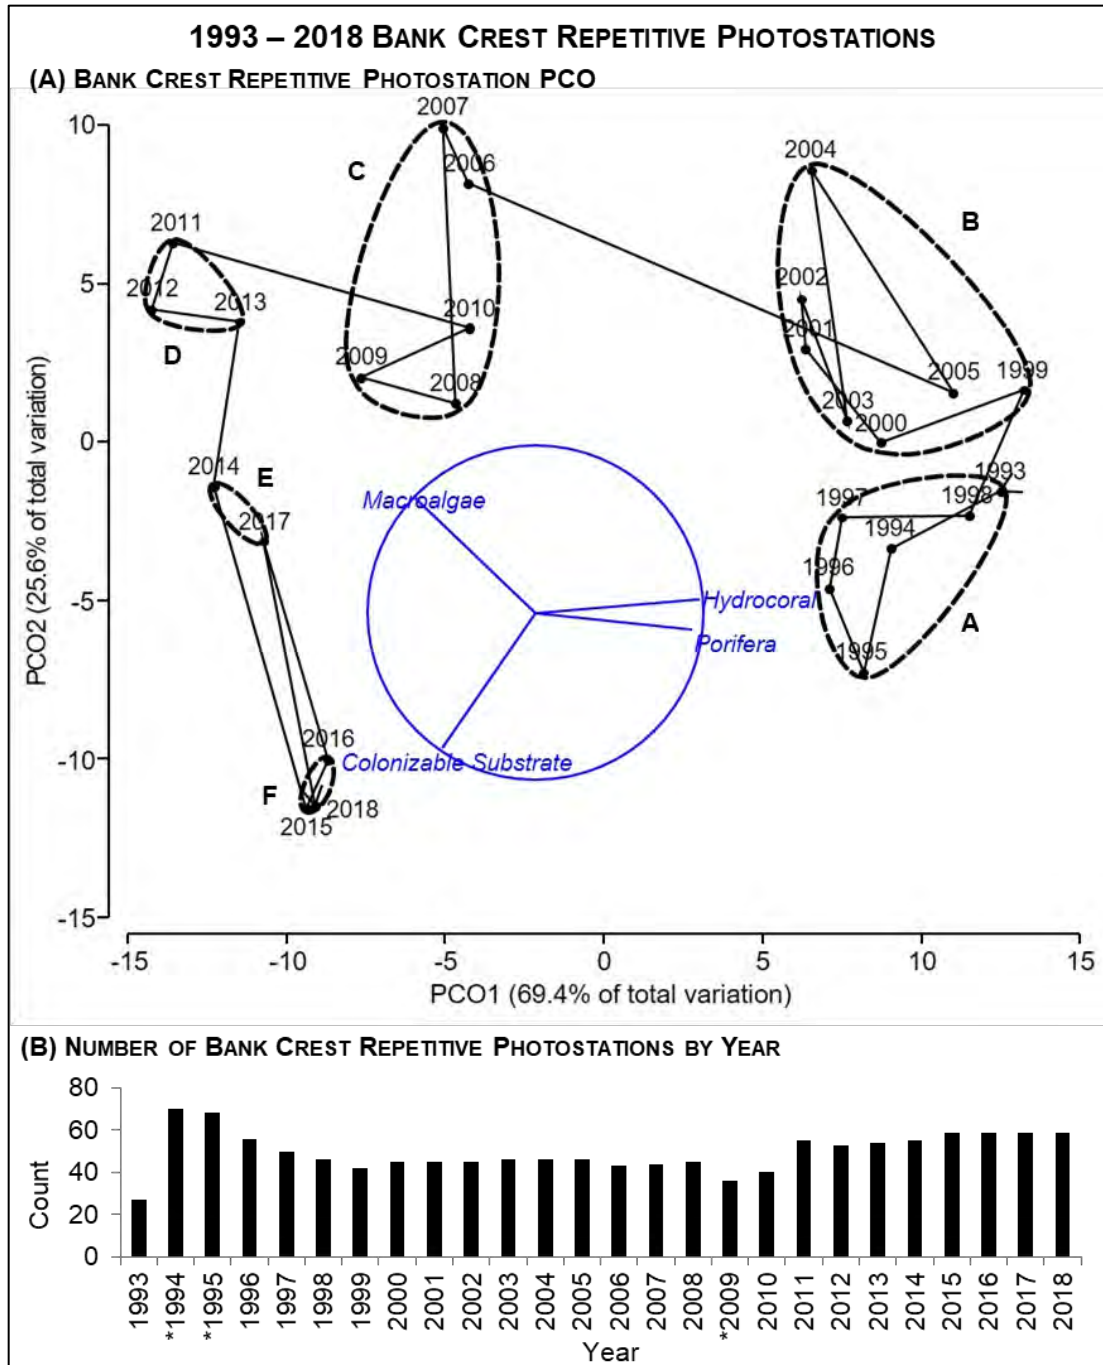 1993 – 2018 BANK CREST REPETITIVE PHOTOSTATIONS
(A) BANK CREST REPETITIVE PHOTOSTATION PCO
2007
10
2006
2004
C
B
2011
5
2002
2012
2013
2010
2001
D
2009
2008
2005
1999
2003
2000
0
2014
E
1993
1997
1998
2017
Macroalgae
1994
1996
-5
Hydrocoral
A
Porifera
1995
2016
-10
Colonizable Substrate
F
2018
2015
-15
PCO2 (25.6% of total variation)
-15 -10 -5 0 5 10 15
PCO1 (69.4% of total variation)
(B) NUMBER OF BANK CREST REPETITIVE PHOTOSTATIONS BY YEAR
80
60
40
20
0
Count
1993 *1994 *1995 1996 1997 1998 1999 2000 2001 2002 2003 2004 2005 2006 2007 2008 *2009 2010 2011 2012 2013 2014 2015 2016 2017 2018
Year